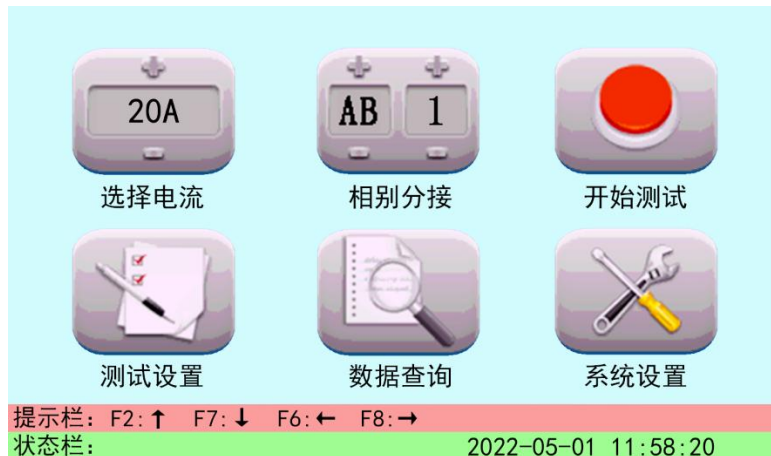 20A AB 1
选择电流 相别分接 开始测试
测试设置 数据查询 系统设置
提示栏: F2:↑ F7:↓ F6:← F8:→
状态栏: 2022-05-01 11:58:20